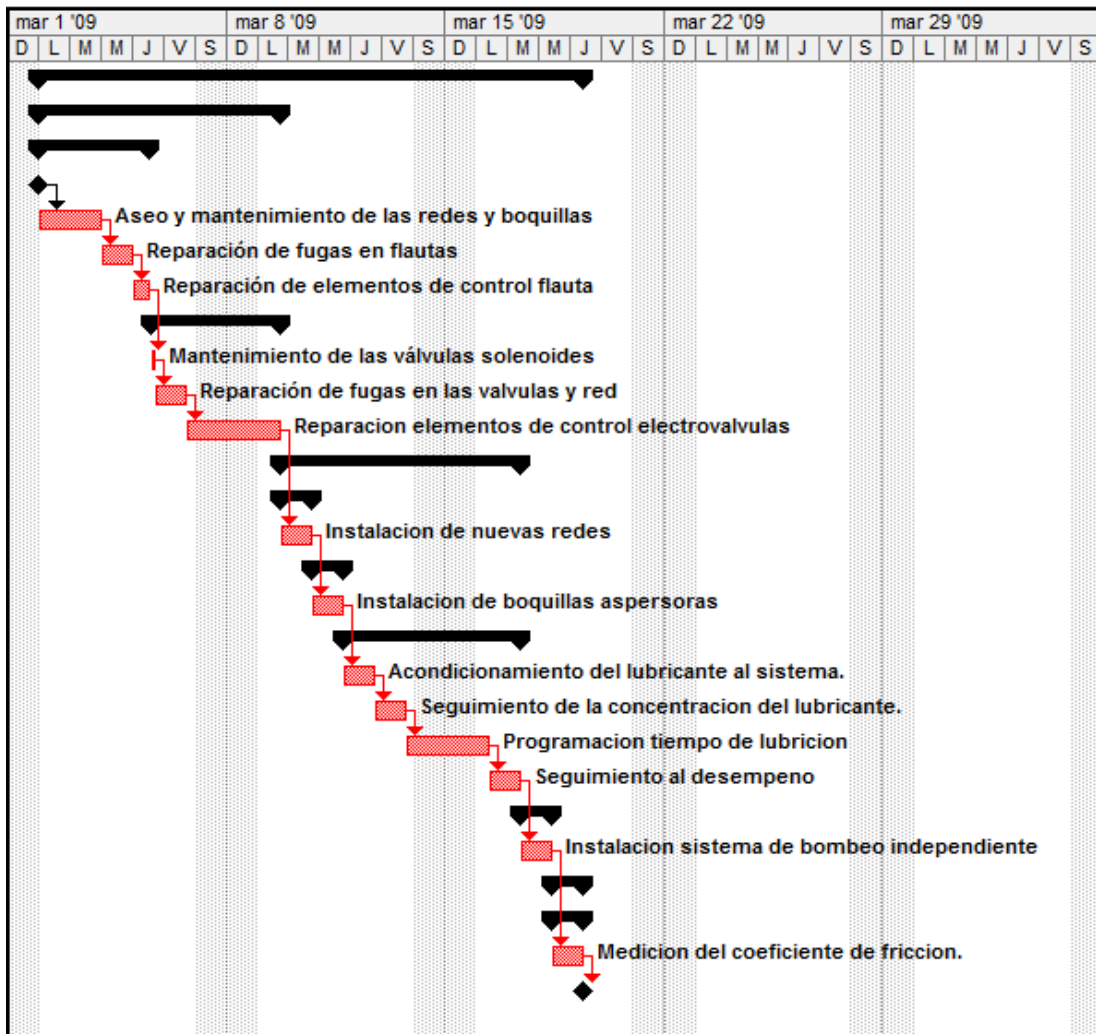 mar 1 '09 mar 8 '09 mar 15 '09 mar 22 '09 mar 29 '09
D L M M J V S D L M M J V S D L M M J V S D L M M J V S D L M M J V S
Aseo y mantenimiento de las redes y boquillas
Reparación de fugas en flautas
Reparación de elementos de control flauta
Mantenimiento de las válvulas solenoides
Reparación de fugas en las valvulas y red
Reparacion elementos de control electrovalvulas
Instalacion de nuevas redes
Instalacion de boquillas aspersoras
Acondicionamiento del lubricante al sistema.
Seguimiento de la concentracion del lubricante.
Programacion tiempo de lubricion
Seguimiento al desempeno
Instalacion sistema de bombeo independiente
Medicion del coeficiente de friccion.